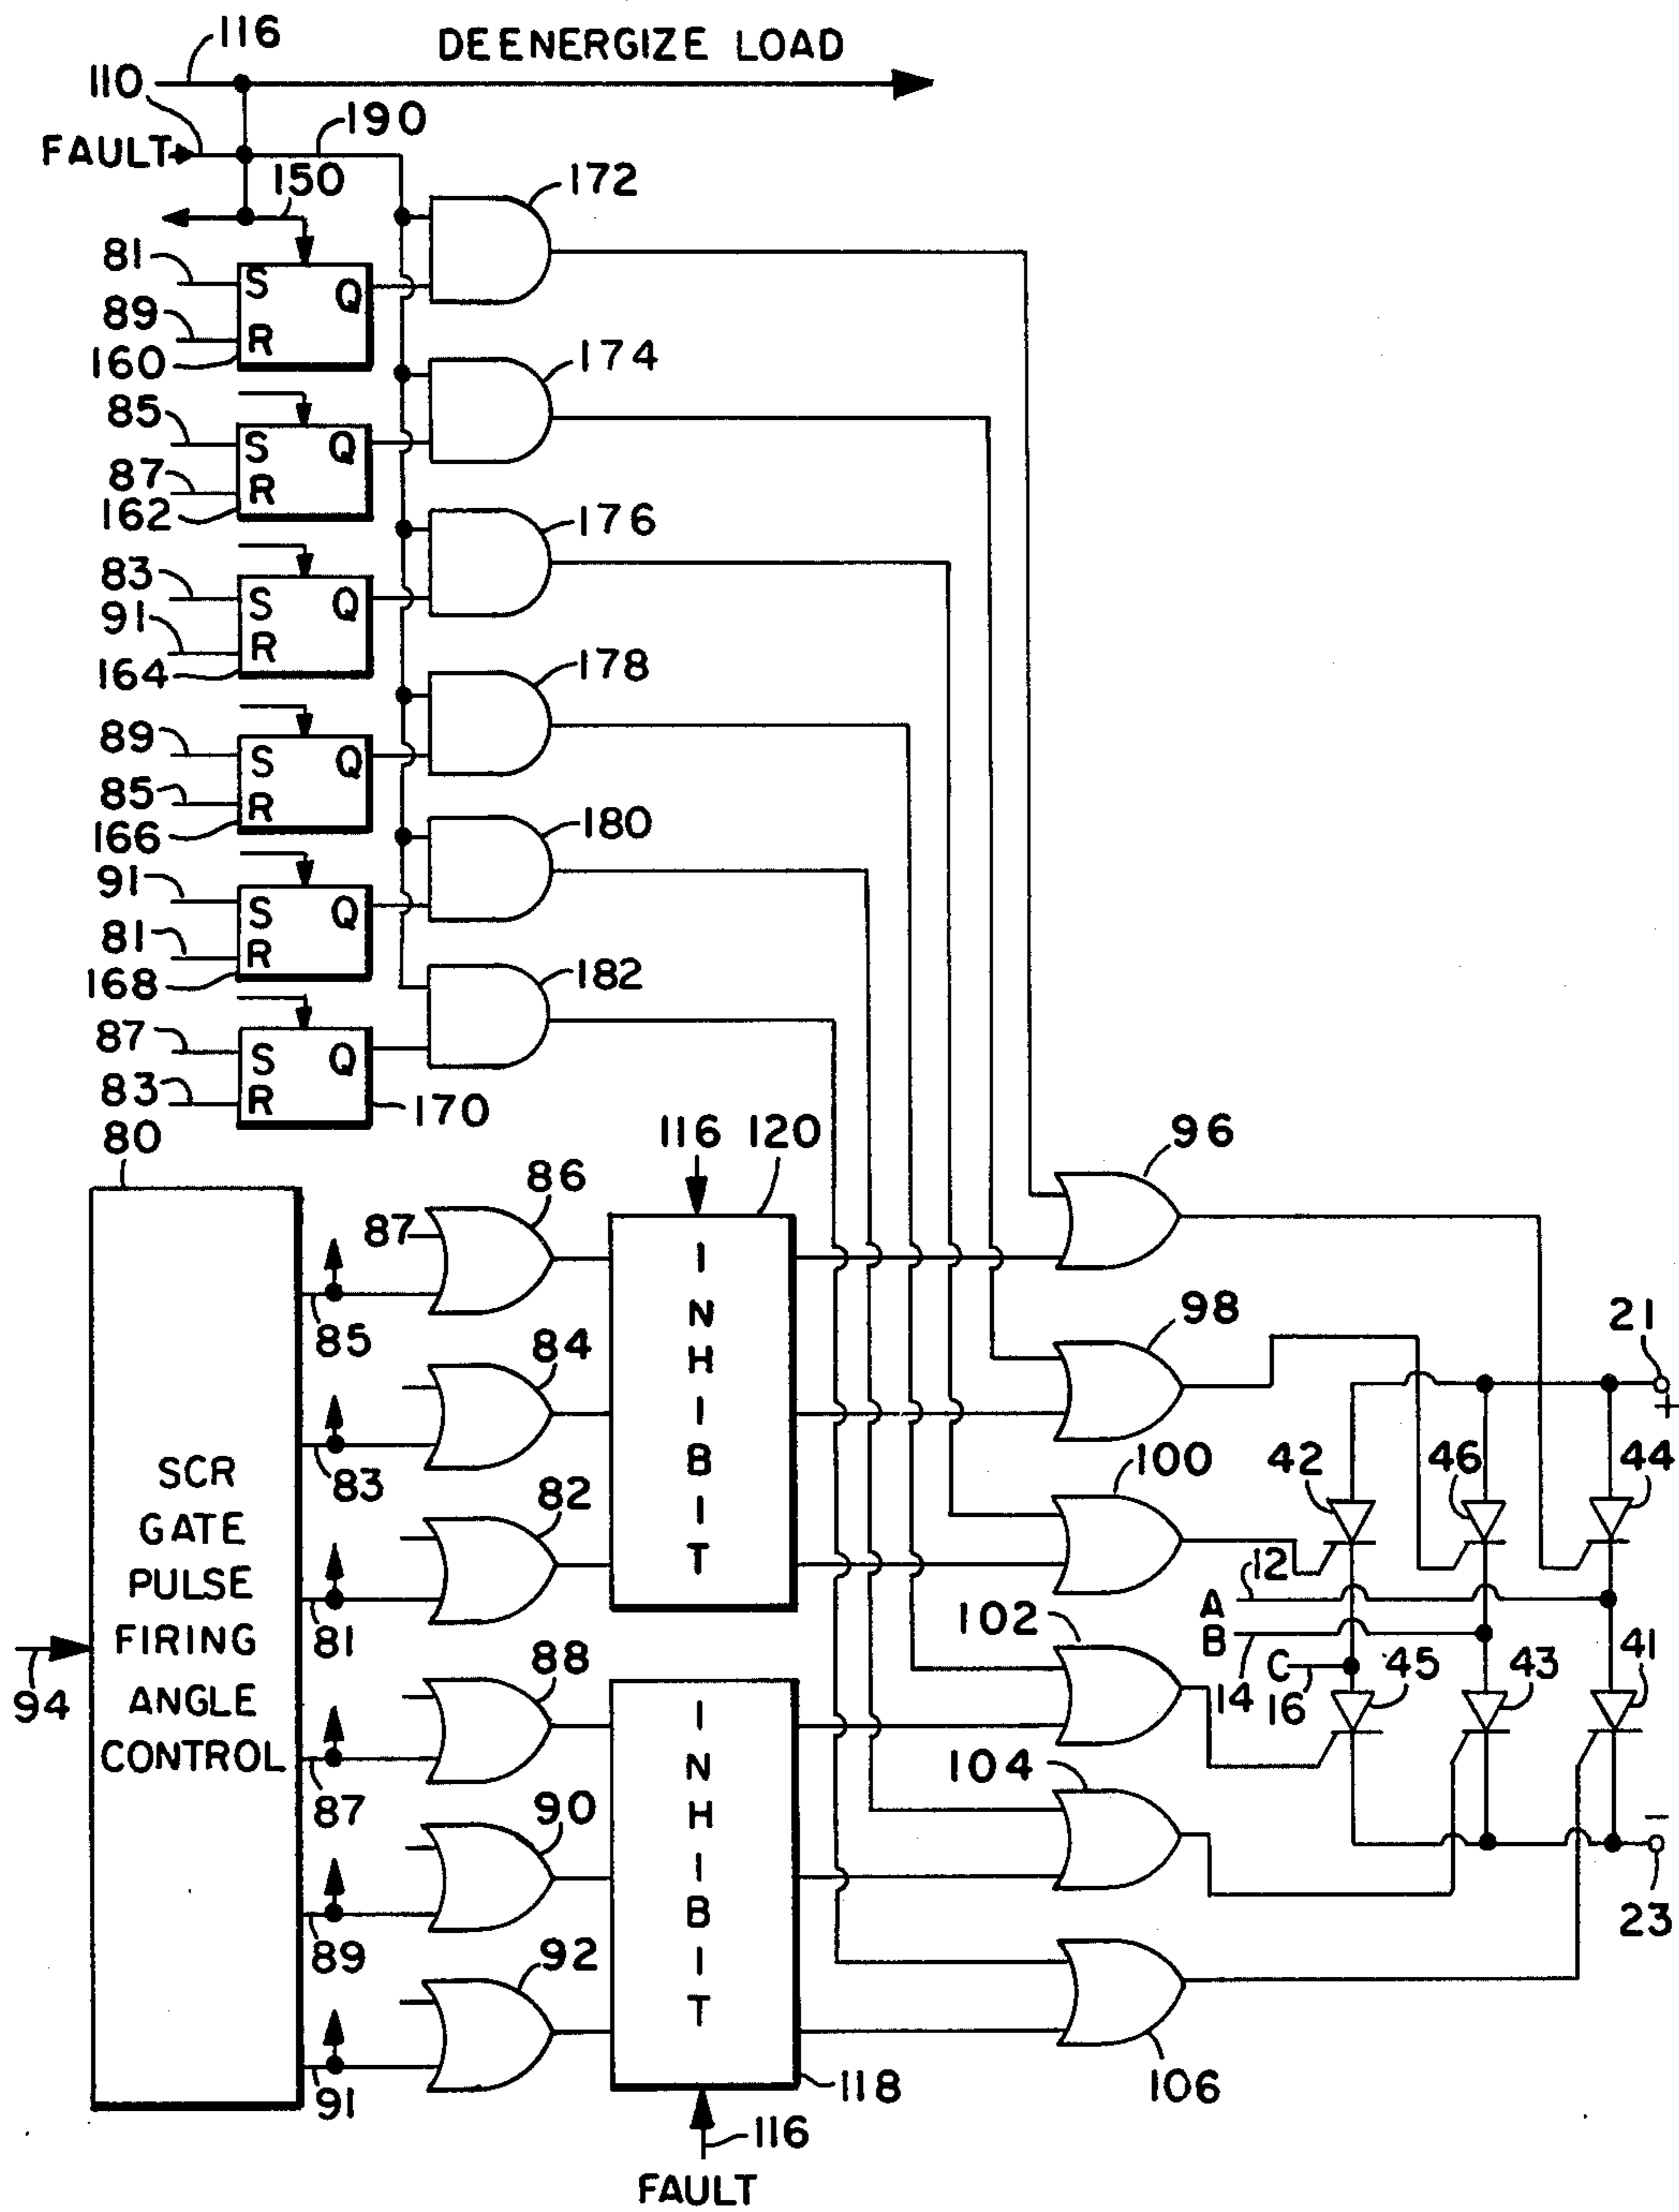 116
DEENERGIZE LOAD
110
190
FAULT
150
172
81
S
Q
89
R
160
174
85
S
Q
87
R
162
176
83
S
Q
91
R
164
178
89
S
Q
85
R
166
180
91
S
Q
81
R
168
182
87
S
Q
83
R
170
80
116
120
96
86
87
INHIBIT
85
98
21
84
+
83
100
42
46
44
SCR
GATE
PULSE
FIRING
ANGLE
CONTROL
82
12
A
102
B
81
88
C
45
43
41
94
14
16
87
104
90
−
89
INHIBIT
23
92
91
118
106
116
FAULT